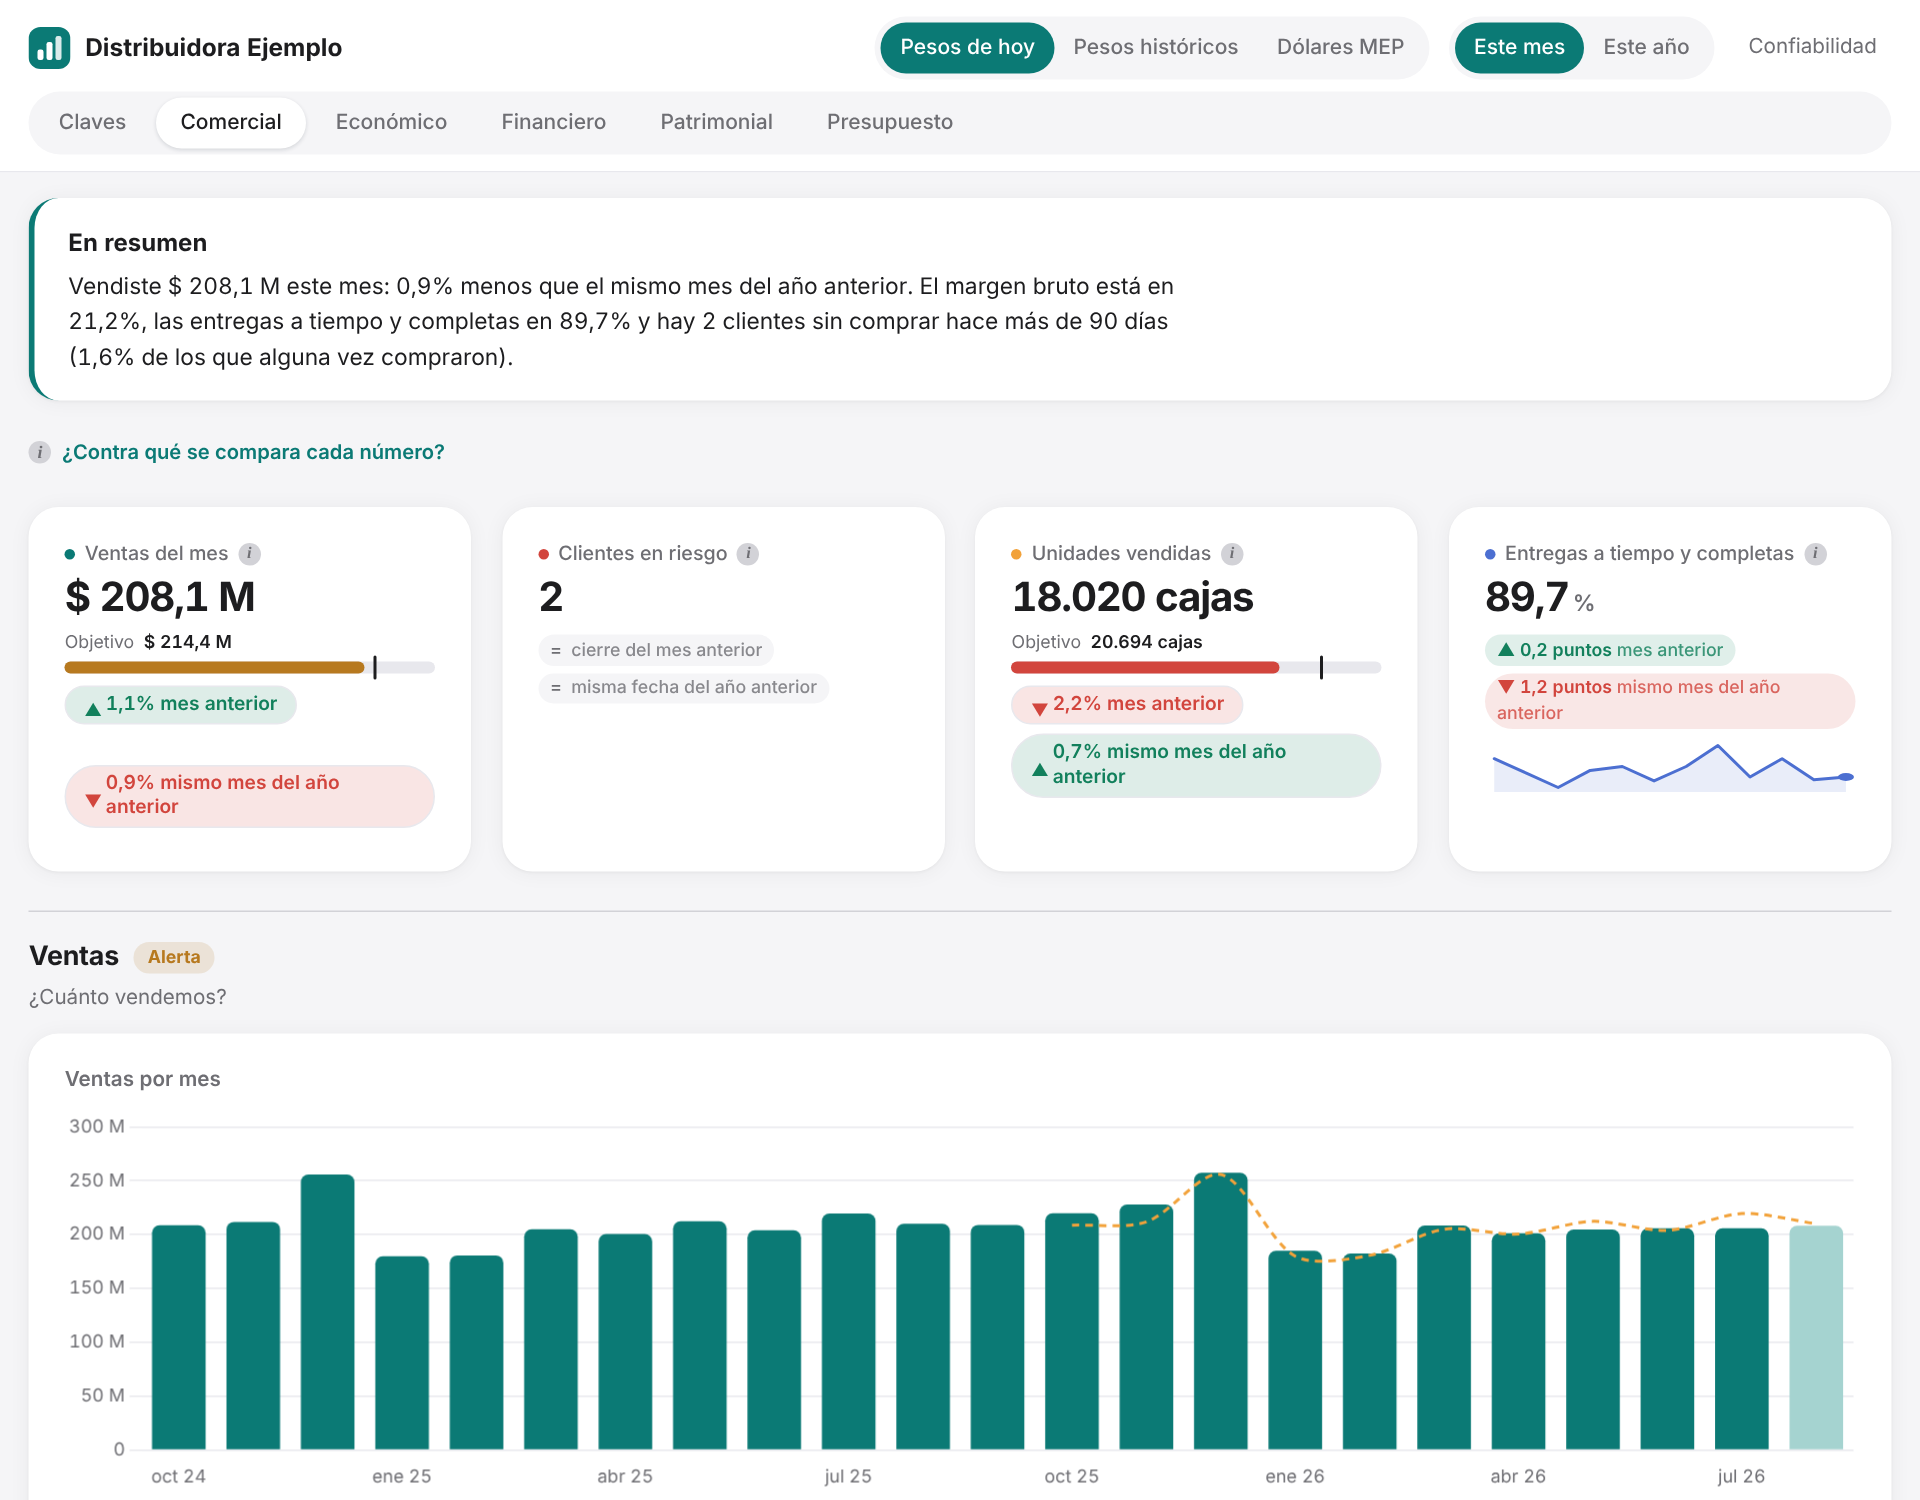 Distribuidora Ejemplo
Pesos de hoy
Pesos históricos
Dólares MEP
Este mes
Este año
Confiabilidad
Claves
Comercial
Económico
Financiero
Patrimonial
Presupuesto
En resumen
Vendiste $ 208,1 M este mes: 0,9% menos que el mismo mes del año anterior. El margen bruto está en
21,2%, las entregas a tiempo y completas en 89,7% y hay 2 clientes sin comprar hace más de 90 días
(1,6% de los que alguna vez compraron).
i ¿Contra qué se compara cada número?
Ventas del mes i
$ 208,1 M
Objetivo $ 214,4 M
▲ 1,1% mes anterior
▼ 0,9% mismo mes del año
anterior
Clientes en riesgo i
2
= cierre del mes anterior
= misma fecha del año anterior
Unidades vendidas i
18.020 cajas
Objetivo 20.694 cajas
▼ 2,2% mes anterior
▲ 0,7% mismo mes del año
anterior
Entregas a tiempo y completas i
89,7 %
▲ 0,2 puntos mes anterior
▼ 1,2 puntos mismo mes del año
anterior
Ventas
Alerta
¿Cuánto vendemos?
Ventas por mes
300 M
250 M
200 M
150 M
100 M
50 M
0
oct 24
ene 25
abr 25
jul 25
oct 25
ene 26
abr 26
jul 26